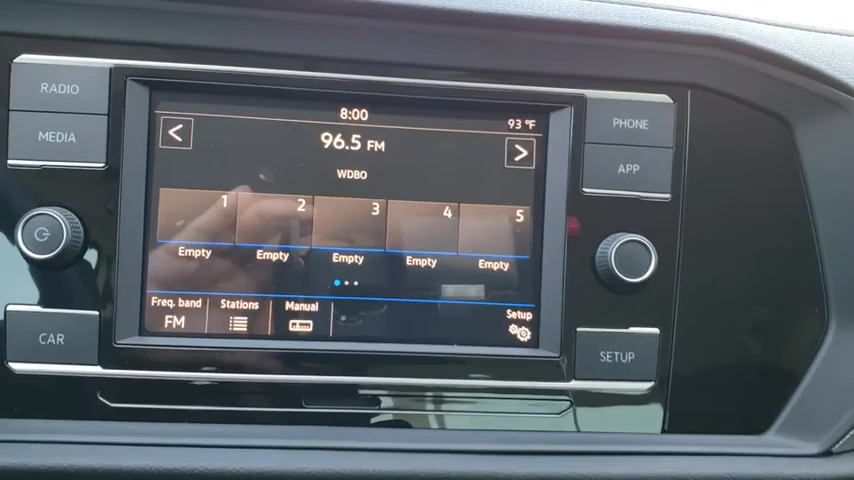 RADIO
MEDIA
CAR
8:00
93 °F
96.5 FM
WDBO
<
>
1
2
3
4
5
Empty
Empty
Empty
Empty
Empty
Freq. band
FM
Stations
Manual
Setup
PHONE
APP
SETUP